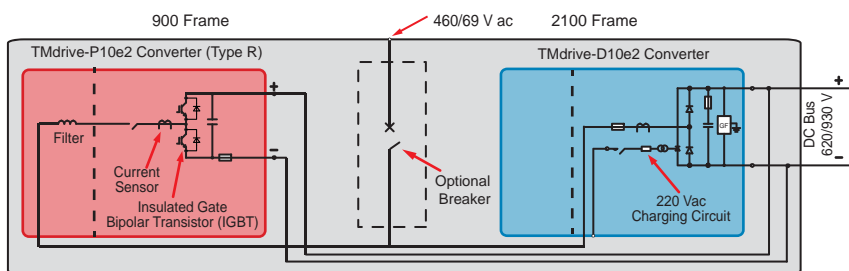 900 Frame
460/69 V ac
2100 Frame
TMdrive-P10e2 Converter (Type R)
TMdrive-D10e2 Converter
+
+
Filter
Current
Sensor
Insulated Gate
Bipolar Transistor (IGBT)
–
Optional
Breaker
GF
220 Vac
Charging Circuit
DC Bus
620/930 V
–